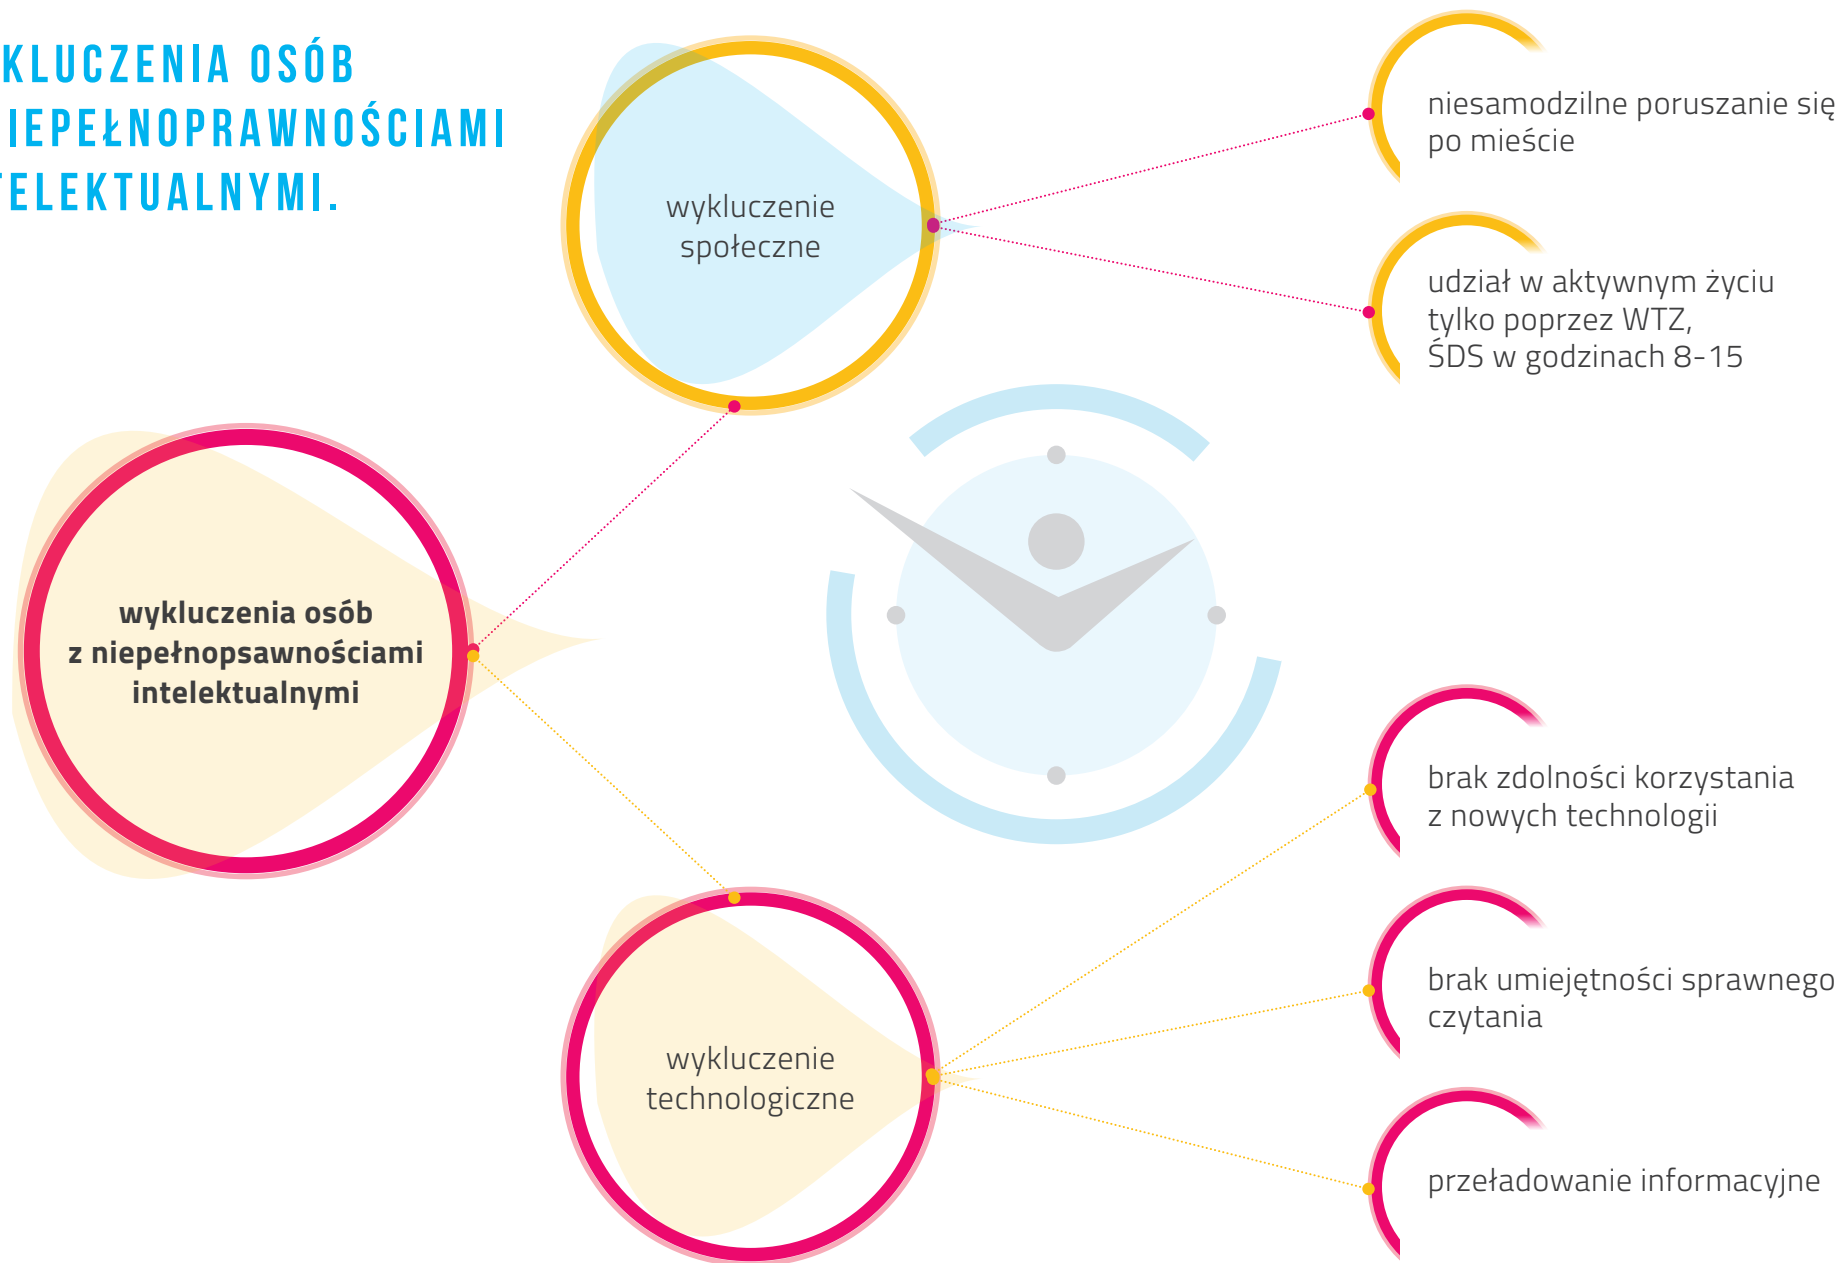 KLUCZENIA OSÓB
IEPEŁNOPRAWNOŚCIAMI
TELEKTUALNYMI.
wykluczenie
społeczne
niesamodzilne poruszanie się
po mieście
udział w aktywnym życiu
tylko poprzez WTZ,
ŚDS w godzinach 8-15
wykluczenia osób
z niepełnopsawnościami
intelektualnymi
wykluczenie
technologiczne
brak zdolności korzystania
z nowych technologii
brak umiejętności sprawnego
czytania
przeładowanie informacyjne